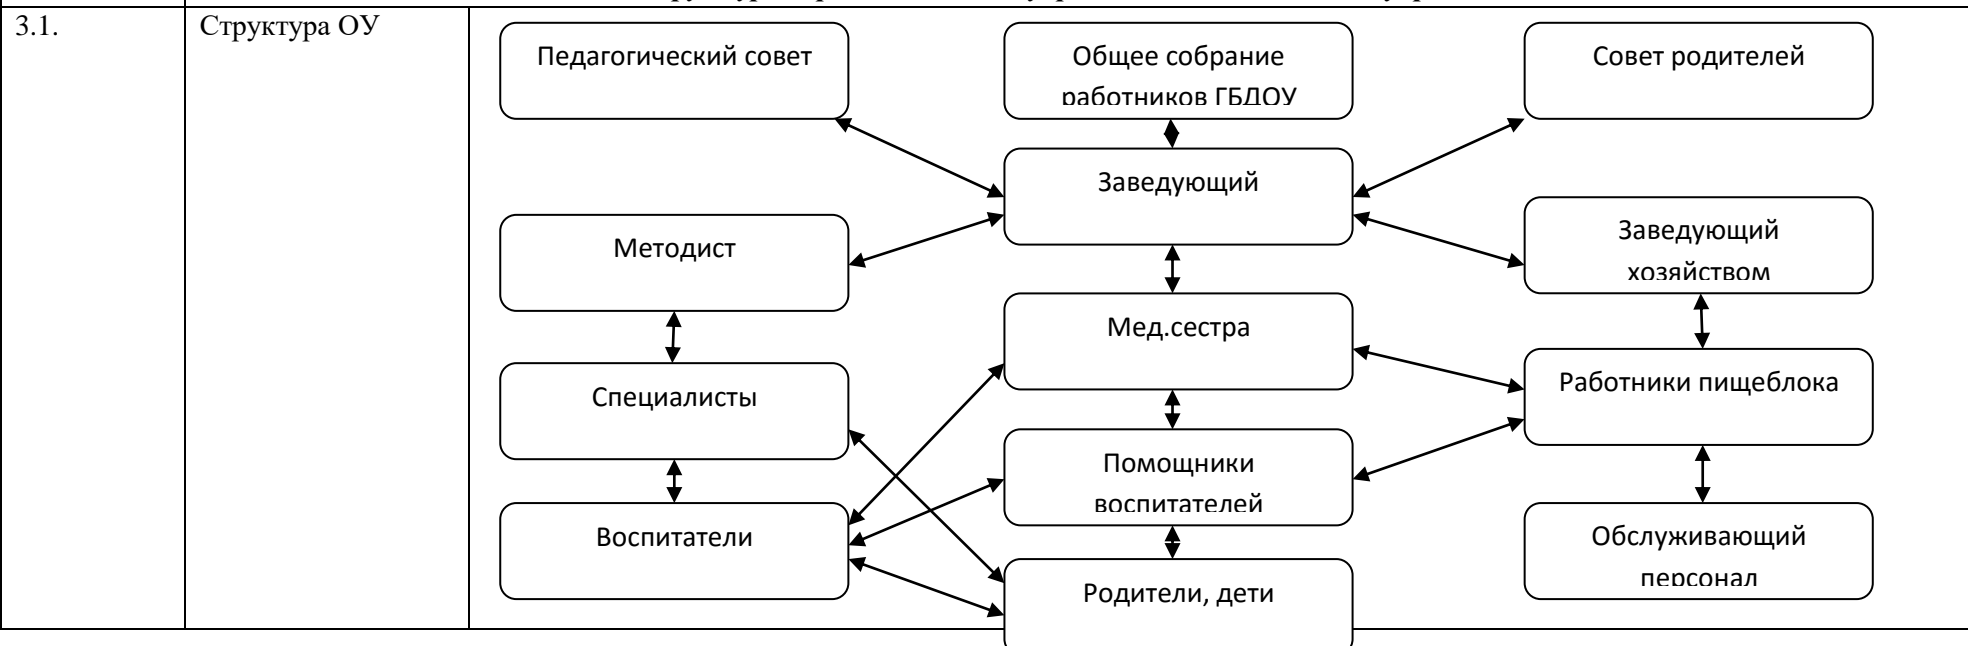 3.1.
Структура ОУ
Педагогический совет
Общее собрание
работников ГБДОУ
Совет родителей
Заведующий
Методист
Заведующий
хозяйством
Мед.сестра
Специалисты
Работники пищеблока
Помощники
воспитателей
Воспитатели
Обслуживающий
персонал
Родители, дети